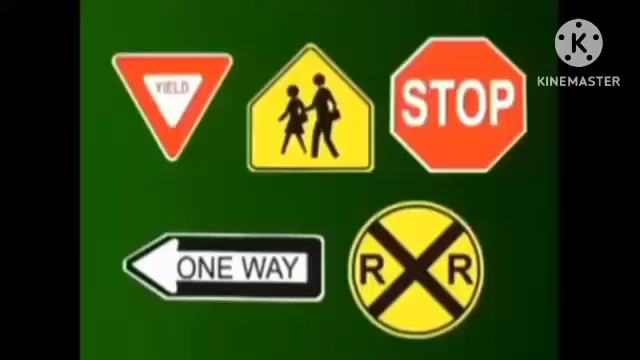 YIELD
STOP
K
KINEMASTER
ONE WAY
R R